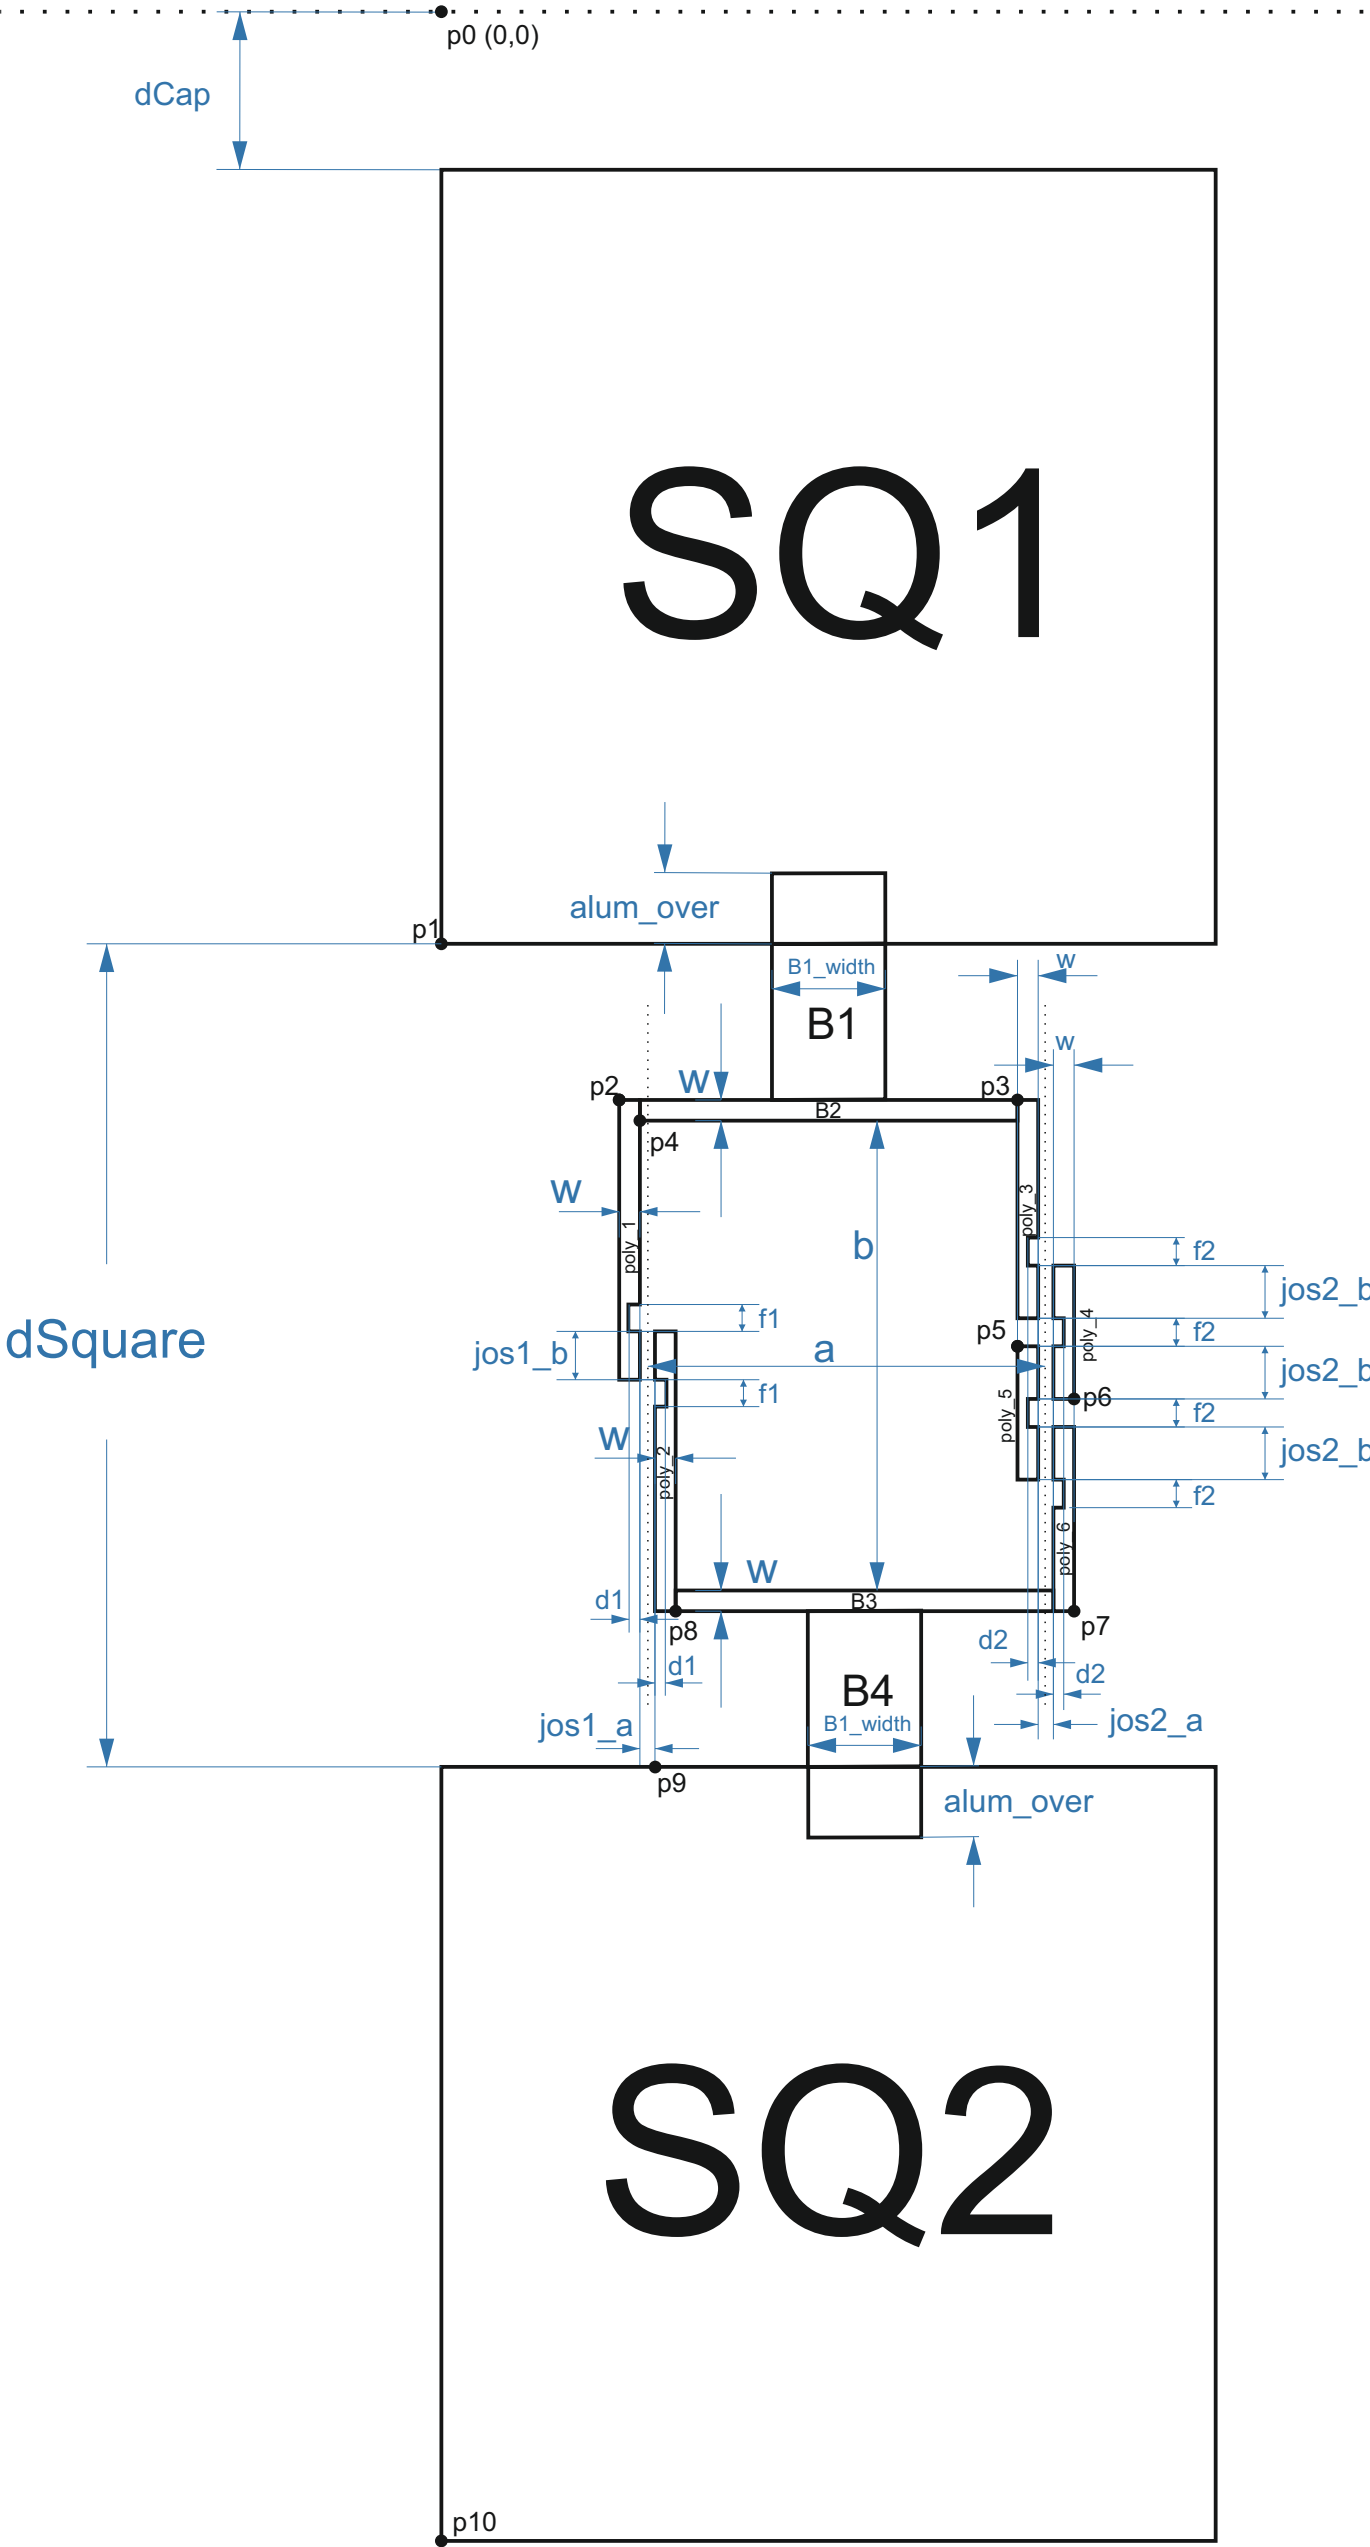 p0 (0,0)
dCap
SQ1
alum_over
p1
B1_width
w
B1
w
p2
w
p3
B2
p4
w
poly_3
poly_1
b
f2
jos2_b
f1
p5
f2
poly_4
dSquare
jos1_b
a
jos2_b
f1
p6
poly_5
f2
w
poly_2
jos2_b
f2
poly_6
w
d1
B3
p8
p7
d2
d1
d2
B4
jos1_a
B1_width
jos2_a
p9
alum_over
SQ2
p10